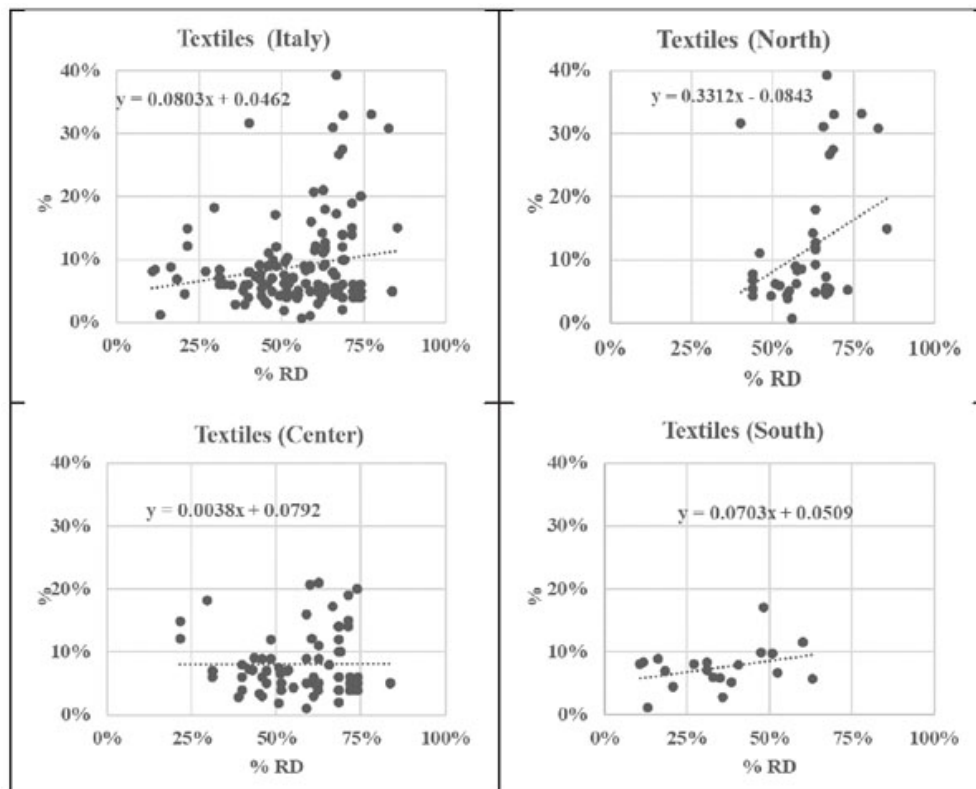 Textiles (Italy)
y = 0.0803x + 0.0462
40%
30%
20%
10%
0%
%
0% 25% 50% 75% 100%
% RD
Textiles (North)
y = 0.3312x - 0.0843
40%
30%
20%
10%
0%
%
0% 25% 50% 75% 100%
% RD
Textiles (Center)
y = 0.0038x + 0.0792
40%
30%
20%
10%
0%
%
0% 25% 50% 75% 100%
% RD
Textiles (South)
y = 0.0703x + 0.0509
40%
30%
20%
10%
0%
%
0% 25% 50% 75% 100%
% RD